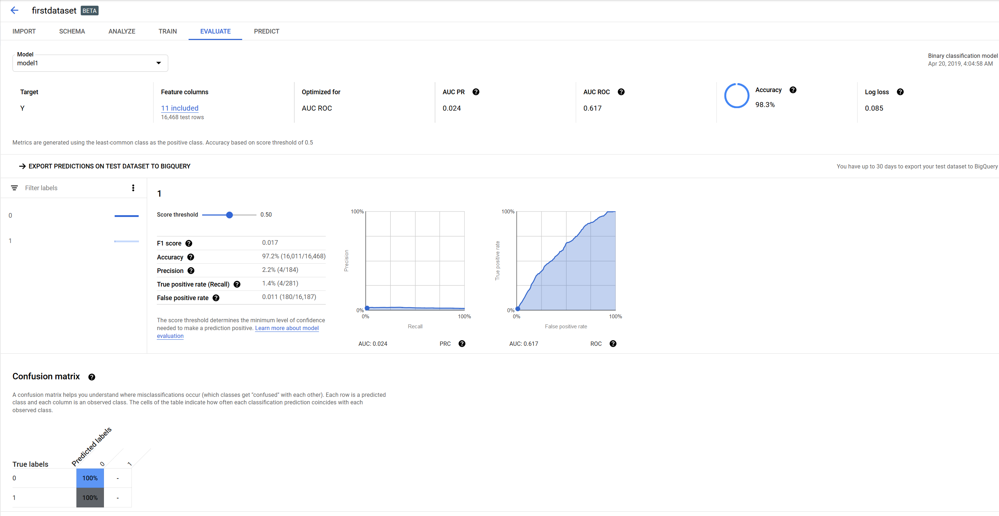 firstdataset BETA
IMPORT SCHEMA ANALYZE TRAIN EVALUATE PREDICT
Model
model1
Binary classification model
Apr 20, 2019, 4:04:58 AM
Target
Y
Feature columns
11 included
16,468 test rows
Optimized for
AUC ROC
AUC PR
0.024
AUC ROC
0.617
Accuracy
98.3%
Log loss
0.085
Metrics are generated using the least-common class as the positive class. Accuracy based on score threshold of 0.5
EXPORT PREDICTIONS ON TEST DATASET TO BIGQUERY
You have up to 30 days to export your test dataset to BigQuery
Filter labels
0
1
1
Score threshold 0.50
F1 score 0.017
Accuracy 97.2% (16,011/16,468)
Precision 2.2% (4/184)
True positive rate (Recall) 1.4% (4/281)
False positive rate 0.011 (180/16,187)
The score threshold determines the minimum level of confidence
needed to make a prediction positive. Learn more about model
evaluation
100%
Precision
0%
0% 100%
Recall
AUC: 0.024 PRC
100%
True positive rate
0%
0% 100%
False positive rate
AUC: 0.617 ROC
Confusion matrix
A confusion matrix helps you understand where misclassifications occur (which classes get "confused" with each other). Each row is a predicted
class and each column is an observed class. The cells of the table indicate how often each classification prediction coincides with each
observed class.
Predicted labels
True labels 0 1
0 100% -
1 100% -